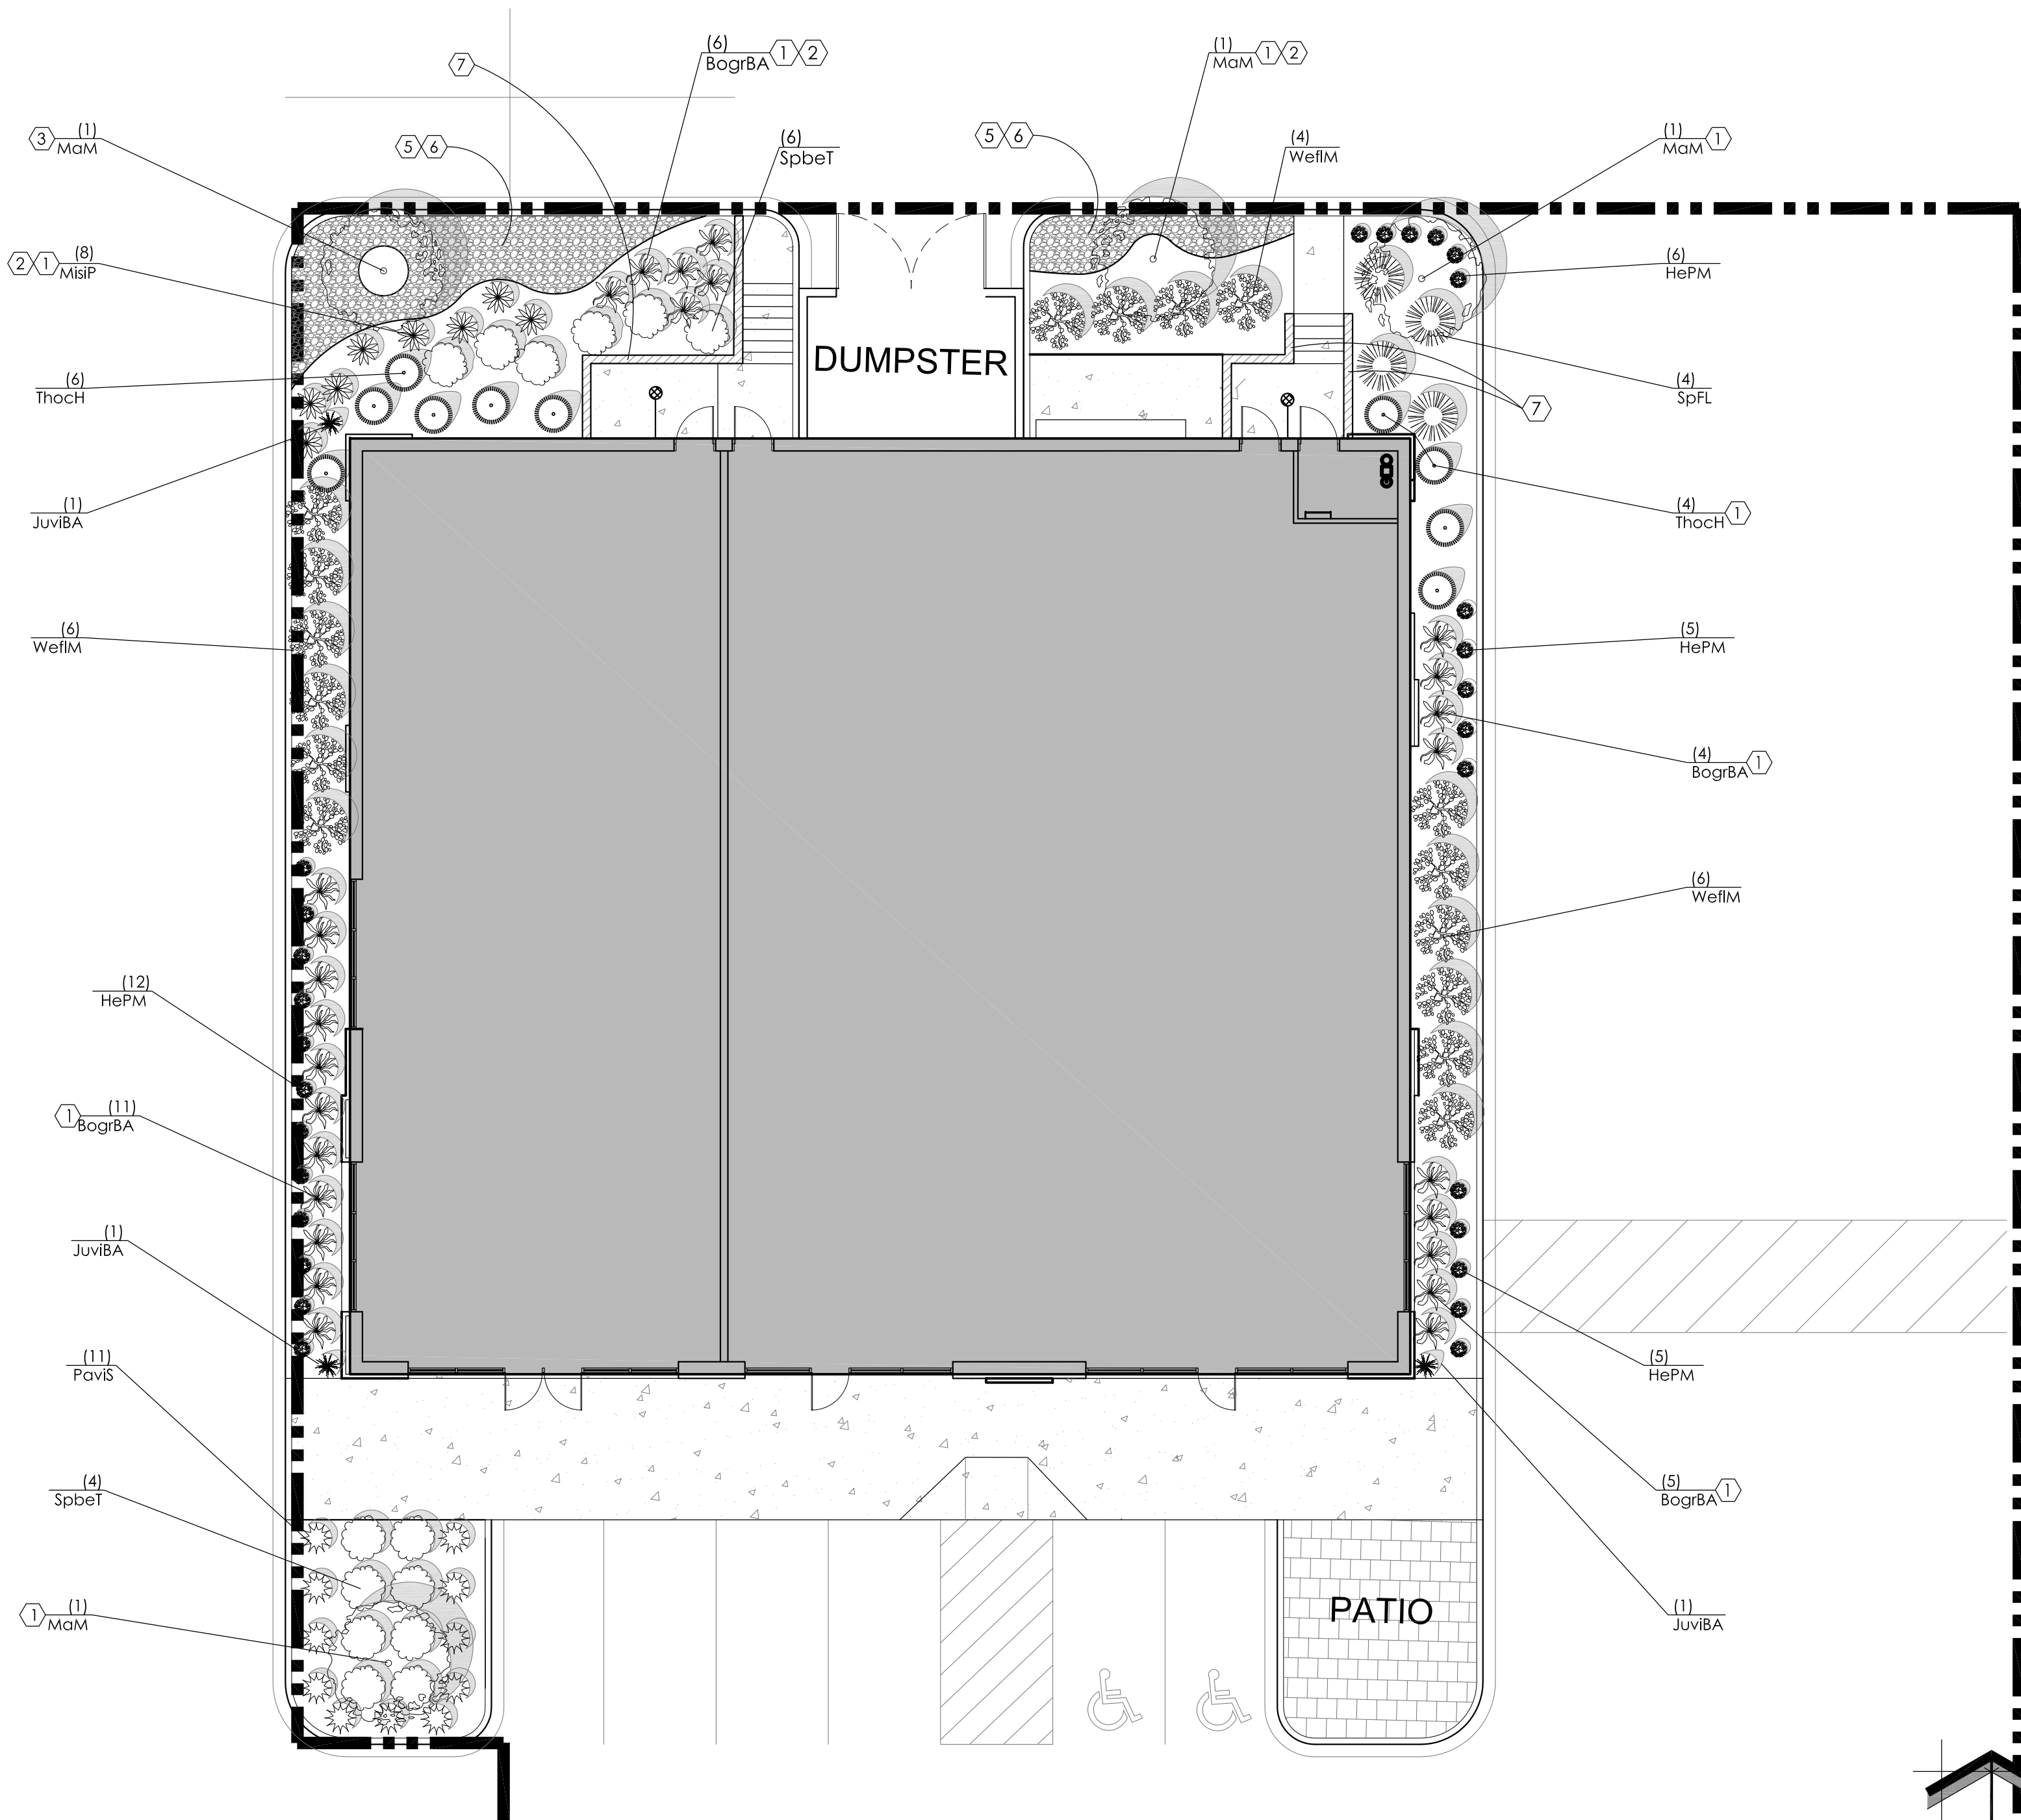 (6)
BogrBA 1 2
(1)
MaM 1 2
7
(1)
3 MaM
5 6
(6)
SpbeT
5 6
(4)
WeflM
(1)
MaM 1
(8)
2 1 MisiP
(6)
HePM
DUMPSTER
(6)
ThocH
(4)
SpFL
7
(1)
JuviBA
(4)
ThocH 1
(6)
WeflM
(5)
HePM
(4)
BogrBA 1
(6)
WeflM
(12)
HePM
(11)
1 BogrBA
(1)
JuviBA
(11)
PaviS
(5)
HePM
(4)
SpbeT
(5)
BogrBA 1
(1)
1 MaM
PATIO
(1)
JuviBA